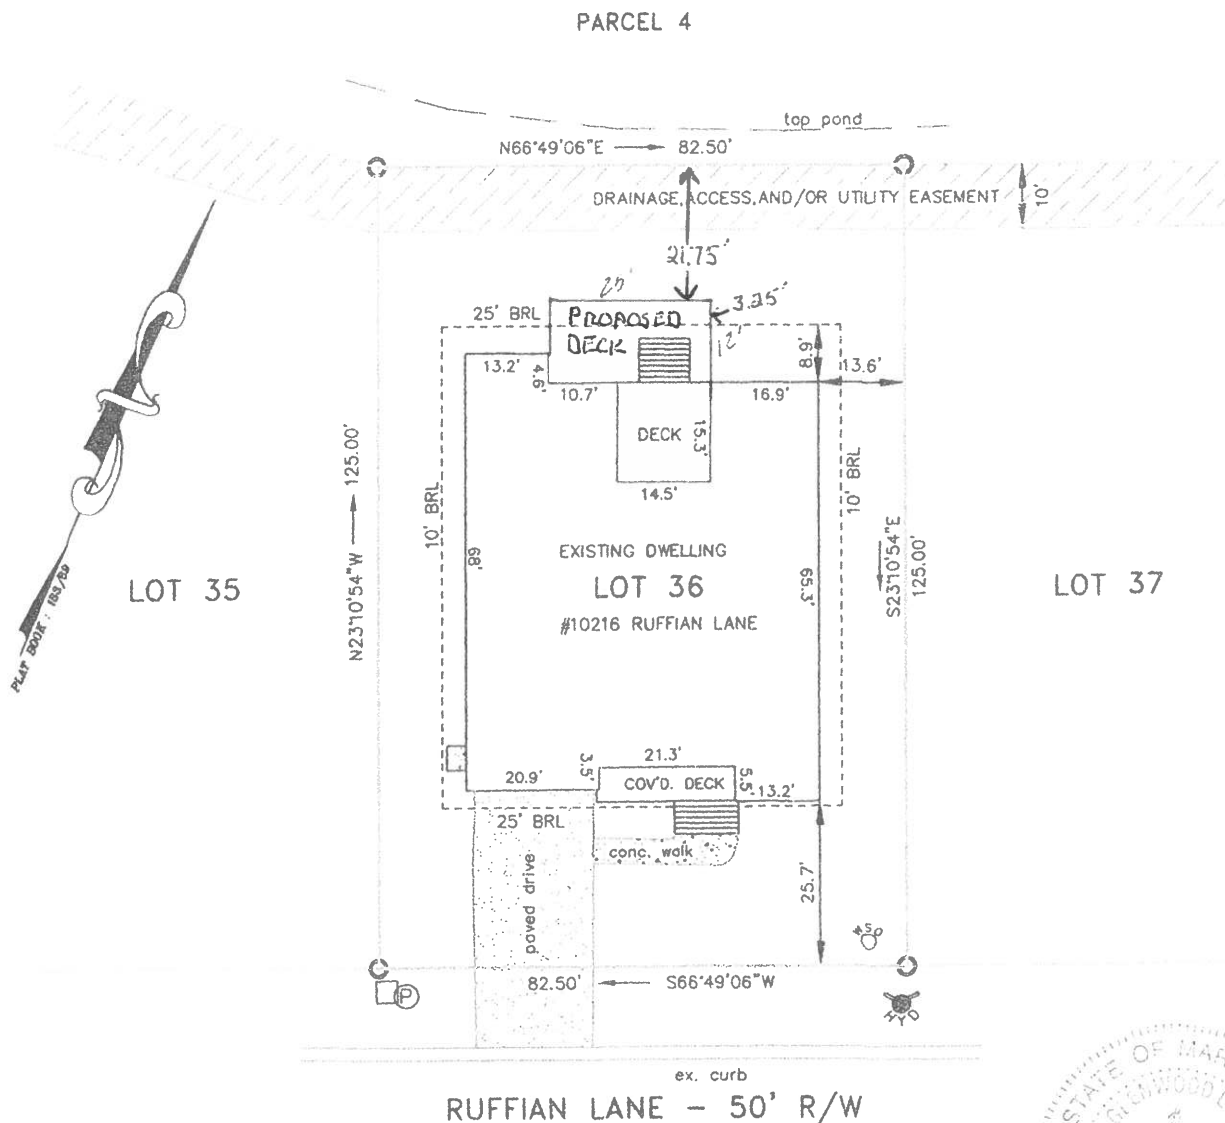 PARCEL 4
top pond
N66°49'06"E 82.50'
DRAINAGE, ACCESS, AND/OR UTILITY EASEMENT
10'
21.75'
20'
3.25'
25' BRL
PROPOSED
DECK
12'
8.9'
13.2'
4.6'
13.6'
10.7'
16.9'
DECK
15.3'
14.5'
10' BRL
10' BRL
N23°10'54"W 125.00'
68'
EXISTING DWELLING
LOT 36
#10216 RUFFIAN LANE
65.3'
S23°10'54"E
125.00'
LOT 35
LOT 37
PLAT BOOK : 183/69
21.3'
3.5'
20.9'
COV'D. DECK
5.5'
13.2'
25' BRL
conc. walk
paved drive
25.7'
82.50' S66°49'06"W
P
HYD
ex. curb
RUFFIAN LANE - 50' R/W
STATE OF MAR
GLENWOOD